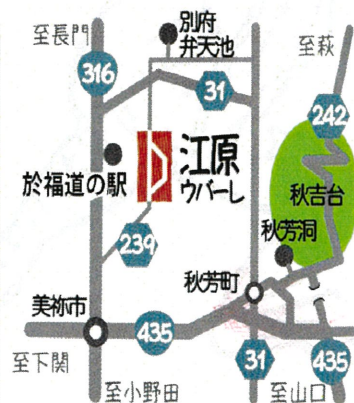 至長門
別府
弁天池
至萩
316
31
242
江原
ウバーレ
於福道の駅
秋吉台
秋芳洞
239
秋芳町
美祢市
435
至下関
31
435
至小野田
至山口